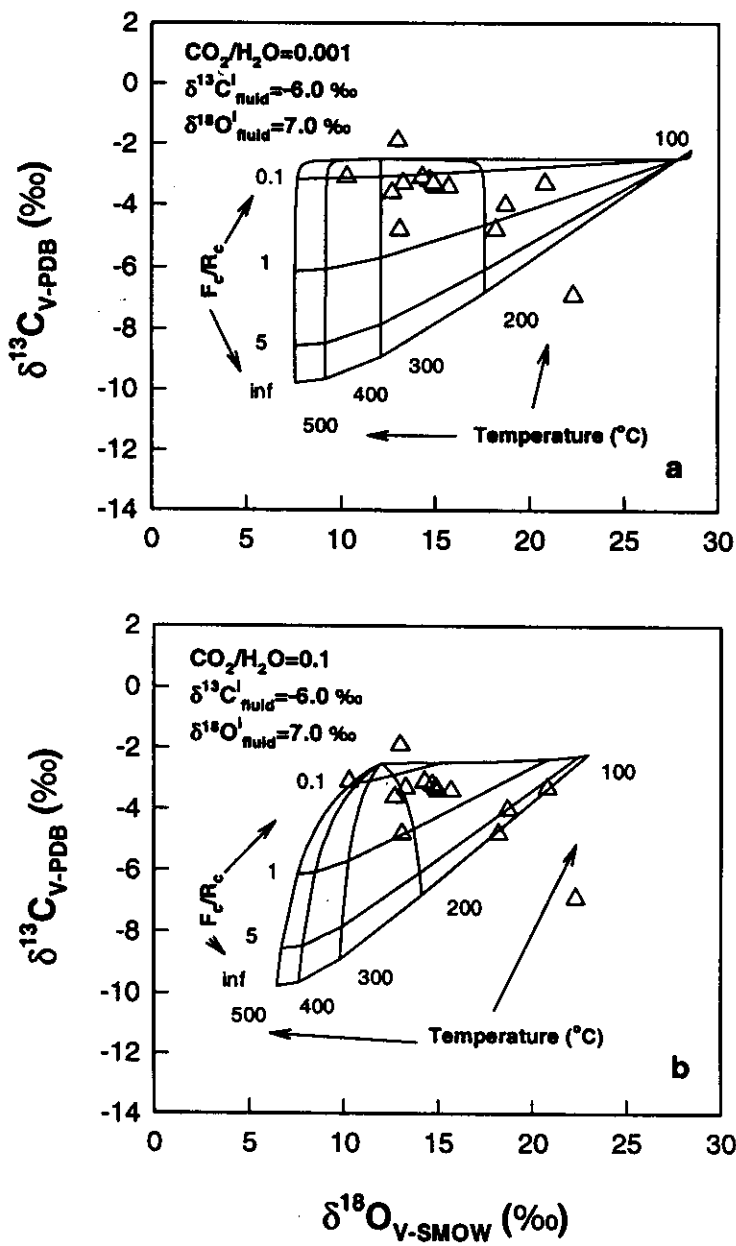 CO₂/H₂O=0.001
δ¹³Cⁱfluid=-6.0 ‰
δ¹⁸Oⁱfluid=7.0 ‰
2
0
-2
-4
-6
-8
-10
-12
-14
δ¹³C V-PDB (‰)
Fc/Rc
0.1
1
5
inf
500
400
300
200
100
Temperature (°C)
a
0
5
10
15
20
25
30
CO₂/H₂O=0.1
δ¹³Cⁱfluid=-6.0 ‰
δ¹⁸Oⁱfluid=7.0 ‰
2
0
-2
-4
-6
-8
-10
-12
-14
δ¹³C V-PDB (‰)
Fc/Rc
0.1
1
5
inf
500
400
300
200
100
Temperature (°C)
b
0
5
10
15
20
25
30
δ¹⁸O V-SMOW (‰)